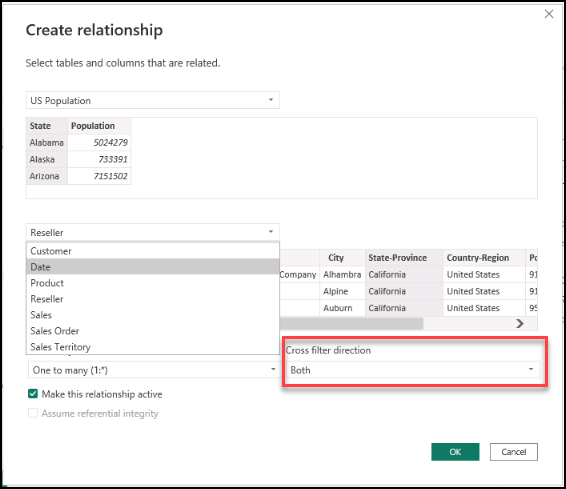 Create relationship
Select tables and columns that are related.
US Population
State Population
Alabama 5024279
Alaska 733391
Arizona 7151502
Reseller
Customer
Date
Product
Reseller
Sales
Sales Order
Sales Territory
City State-Province Country-Region
Company Alhambra California United States 91
Alpine California United States 91
Auburn California United States 95
Cross filter direction
One to many (1:*) Both
Make this relationship active
Assume referential integrity
OK Cancel